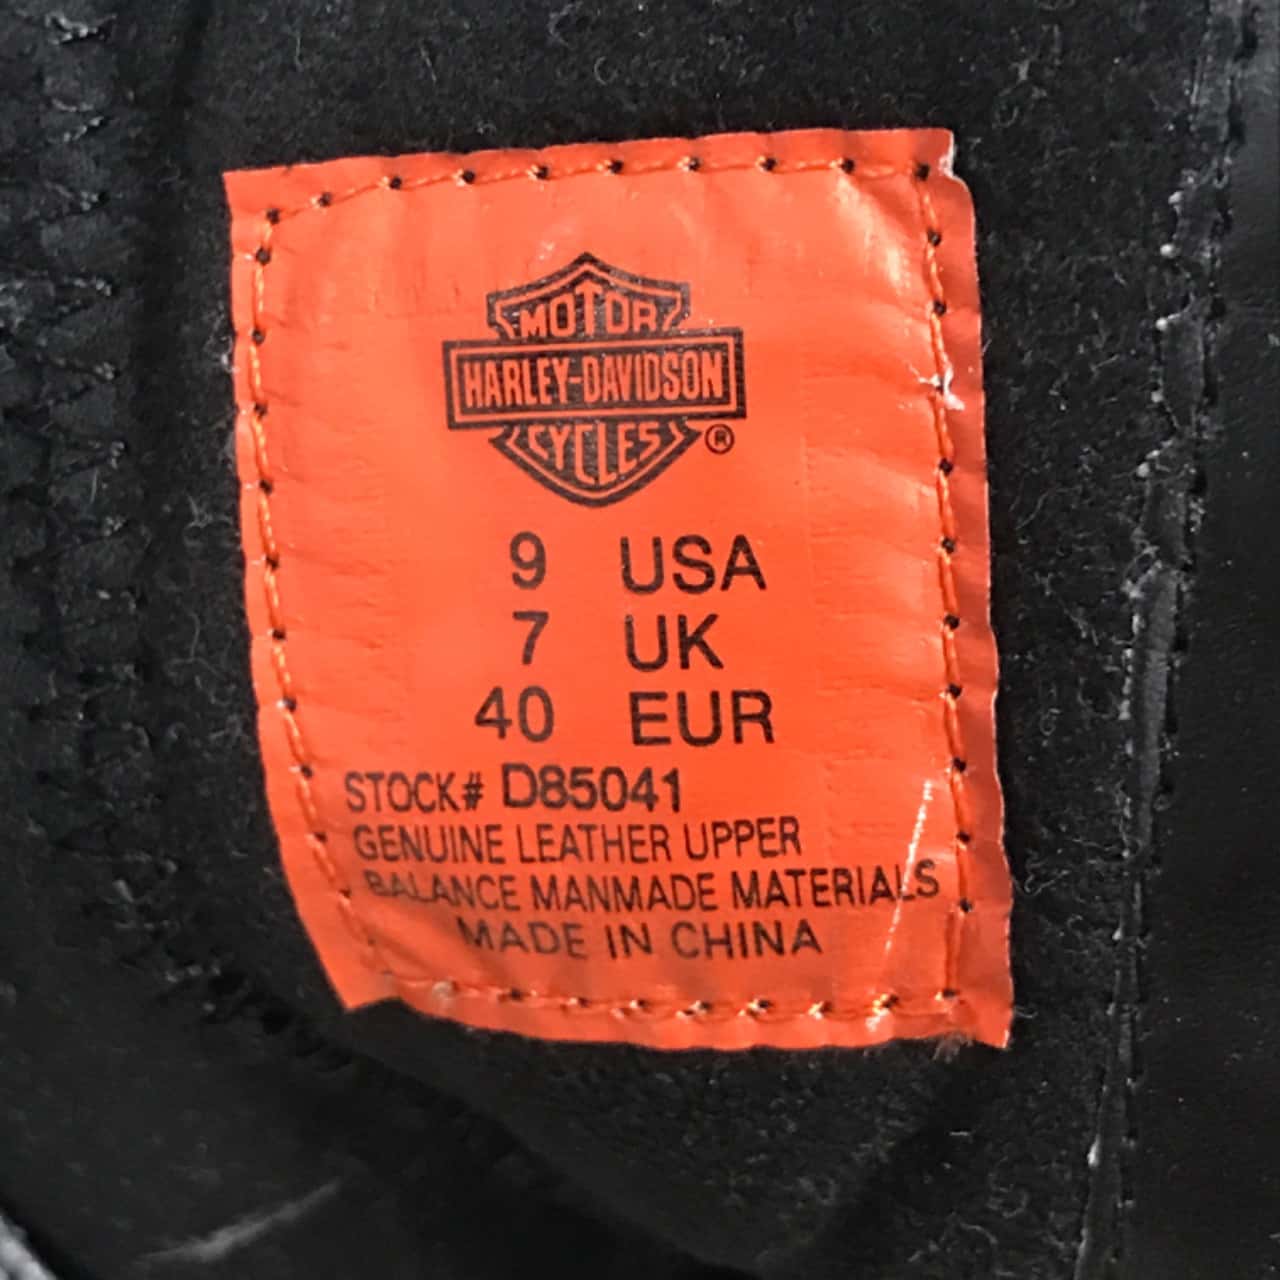 MOTOR
HARLEY-DAVIDSON
CYCLES ®
9 USA
7 UK
40 EUR
STOCK# D85041
GENUINE LEATHER UPPER
BALANCE MANMADE MATERIALS
MADE IN CHINA